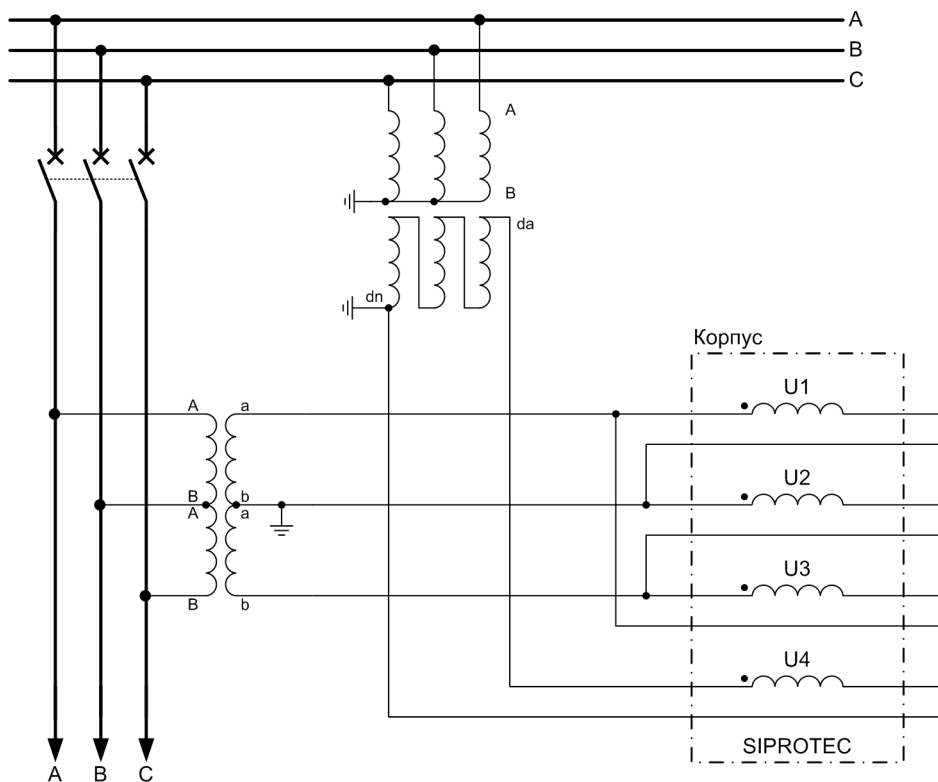 A
B
C
A
B
da
dn
Корпус
U1
A a
B b
A a
U2
U3
B b
U4
SIPROTEC
A B C